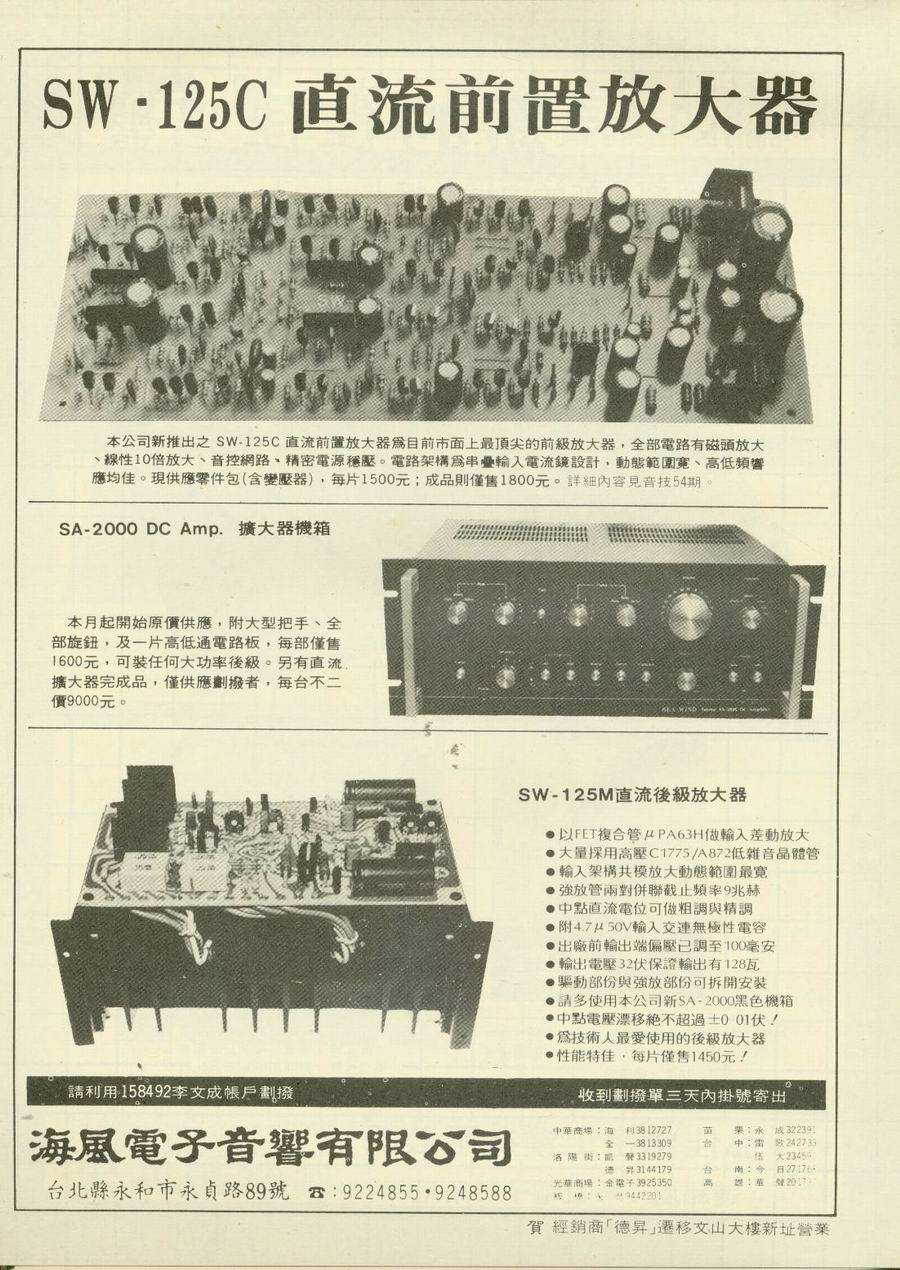 SW-125C 直流前置放大器
本公司新推出之 SW-125C 直流前置放大器爲目前市面上最頂尖的前級放大器，全部電路有磁頭放大
、線性10倍放大、音控網路、精密電源穩壓。電路架構爲串疊輸入電流鏡設計，動態範圍寬、高低頻響
應均佳。現供應零件包(含變壓器)，每片1500元；成品則僅售1800元。詳細內容見音技54期。
SA-2000 DC Amp. 擴大器機箱
本月起開始原價供應，附大型把手、全
部旋鈕，及一片高低通電路板，每部僅售
1600元，可裝任何大功率後級。另有直流
擴大器完成品，僅供應劃撥者，每台不二
價9000元。
SEA WIND
SW-125M直流後級放大器
●以FET複合管μPA63H做輸入差動放大
●大量採用高壓C1775/A872低雜音晶體管
●輸入架構共模放大動態範圍最寬
●強放管兩對併聯截止頻率9兆赫
●中點直流電位可做粗調與精調
●附4.7μ 50V輸入交連無極性電容
●出廠前輸出端偏壓已調至100毫安
●輸出電壓32伏保證輸出有128瓦
●驅動部份與強放部份可拆開安裝
●請多使用本公司新SA-2000黑色機箱
●中點電壓漂移絶不超過±0 01伏！
●爲技術人最愛使用的後級放大器
●性能特佳，每片僅售1450元！
請利用158492李文成帳戶劃撥 收到劃撥單三天內掛號寄出
海風電子音響有限公司
台北縣永和市永貞路89號 ☎:9224855•9248588
中華商場：海 利3812727 苗 栗：永 成32239
全 一3813309 台 中：雷 242733
洛陽街：凱 聲3319279 伍 大2345
德 昇3144179 台 南：今 日2717
光華商場：金電子3925350 高 雄：華 聲201
板 橋： 9442201
賀 經銷商「德昇」遷移文山大樓新址營業